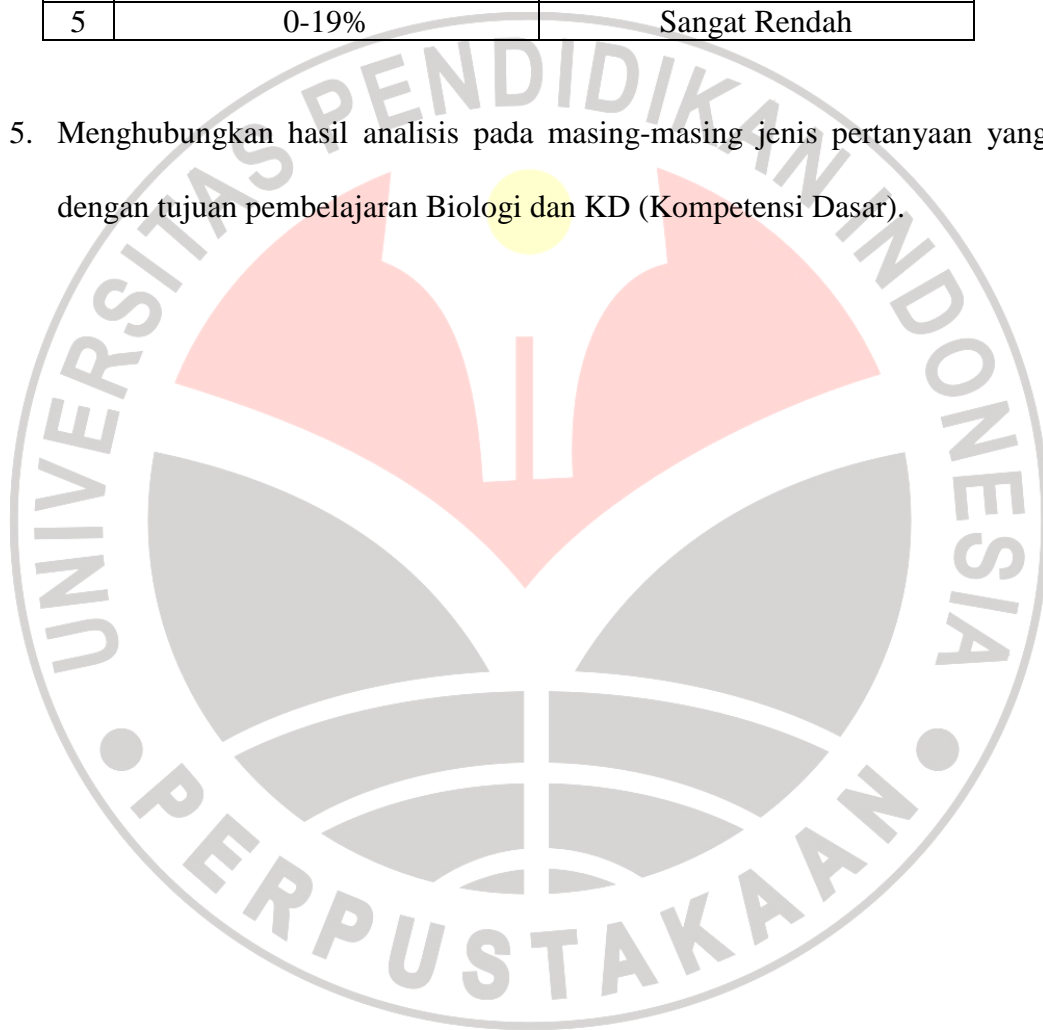 5 0-19% Sangat Rendah
5. Menghubungkan hasil analisis pada masing-masing jenis pertanyaan yang
dengan tujuan pembelajaran Biologi dan KD (Kompetensi Dasar).
UNIVERSITAS PENDIDIKAN INDONESIA
PERPUSTAKAAN